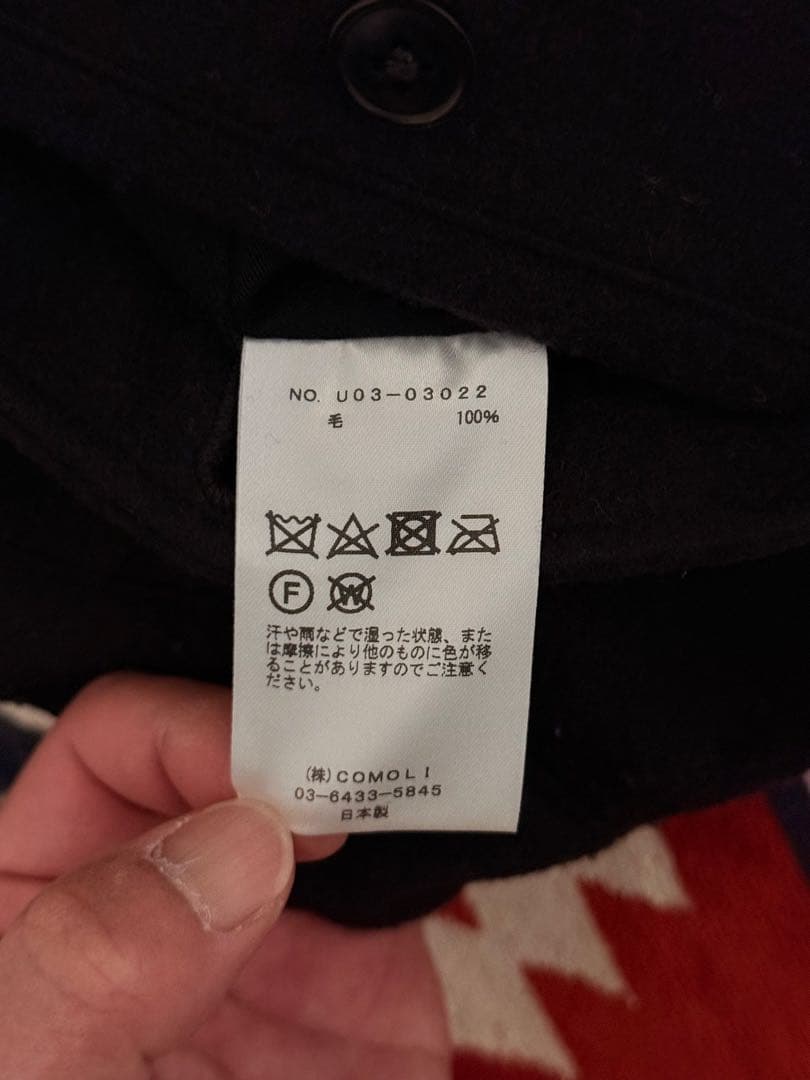 NO. U03-03022
毛 100%
F W
汗や雨などで湿った状態、また
は摩擦により他のものに色が移
ることがありますのでご注意く
ださい。
(株)COMOLI
03-6433-5845
日本製